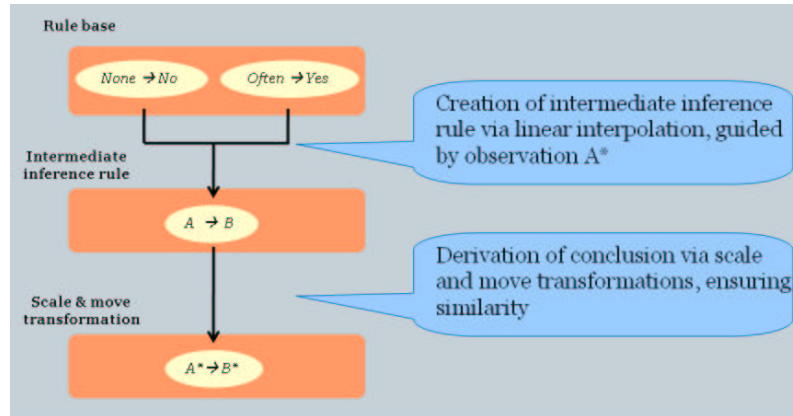 Rule base
None → No
Often → Yes
Creation of intermediate inference
rule via linear interpolation, guided
by observation A*
Intermediate
inference rule
A → B
Derivation of conclusion via scale
and move transformations, ensuring
similarity
Scale & move
transformation
A* → B*